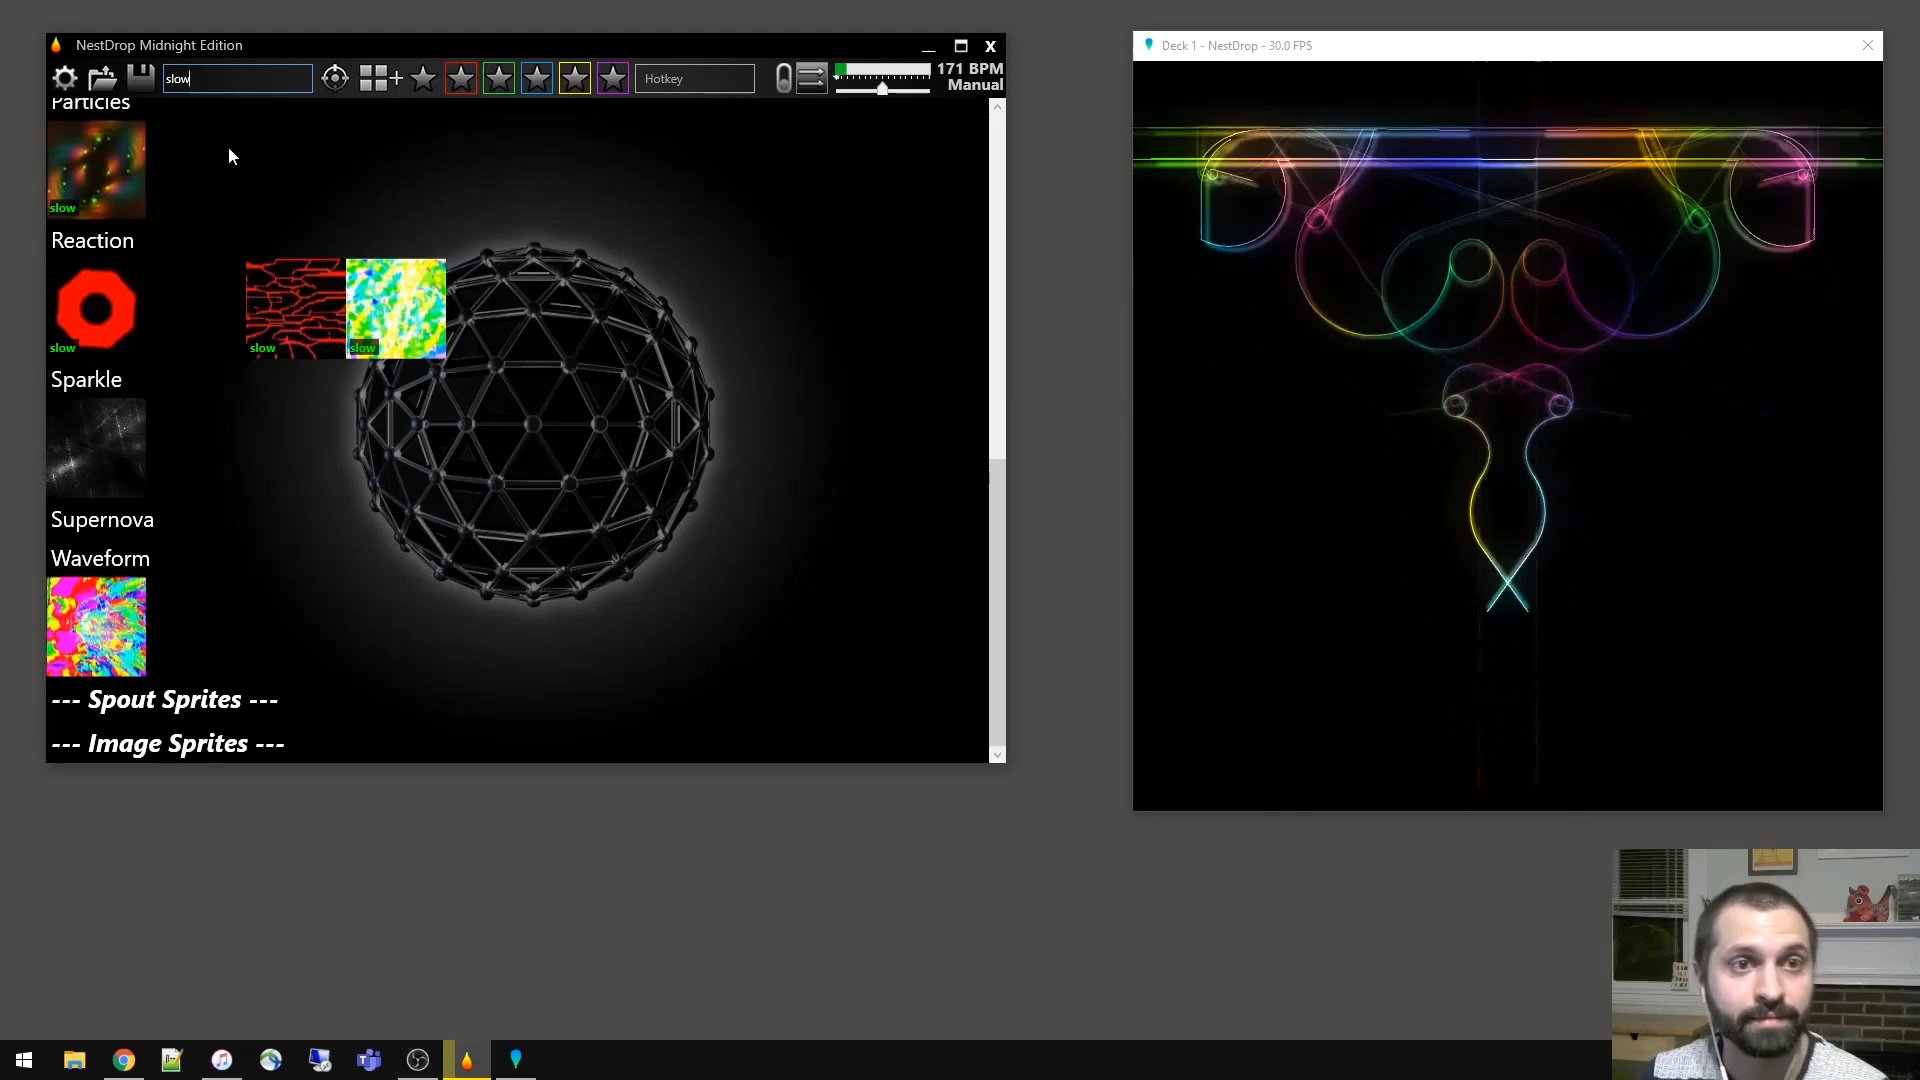 NestDrop Midnight Edition
slow
Hotkey
171 BPM
Manual
Particles
slow
Reaction
slow
slow
slow
Sparkle
Supernova
Waveform
--- Spout Sprites ---
--- Image Sprites ---
Deck 1 - NestDrop - 30.0 FPS